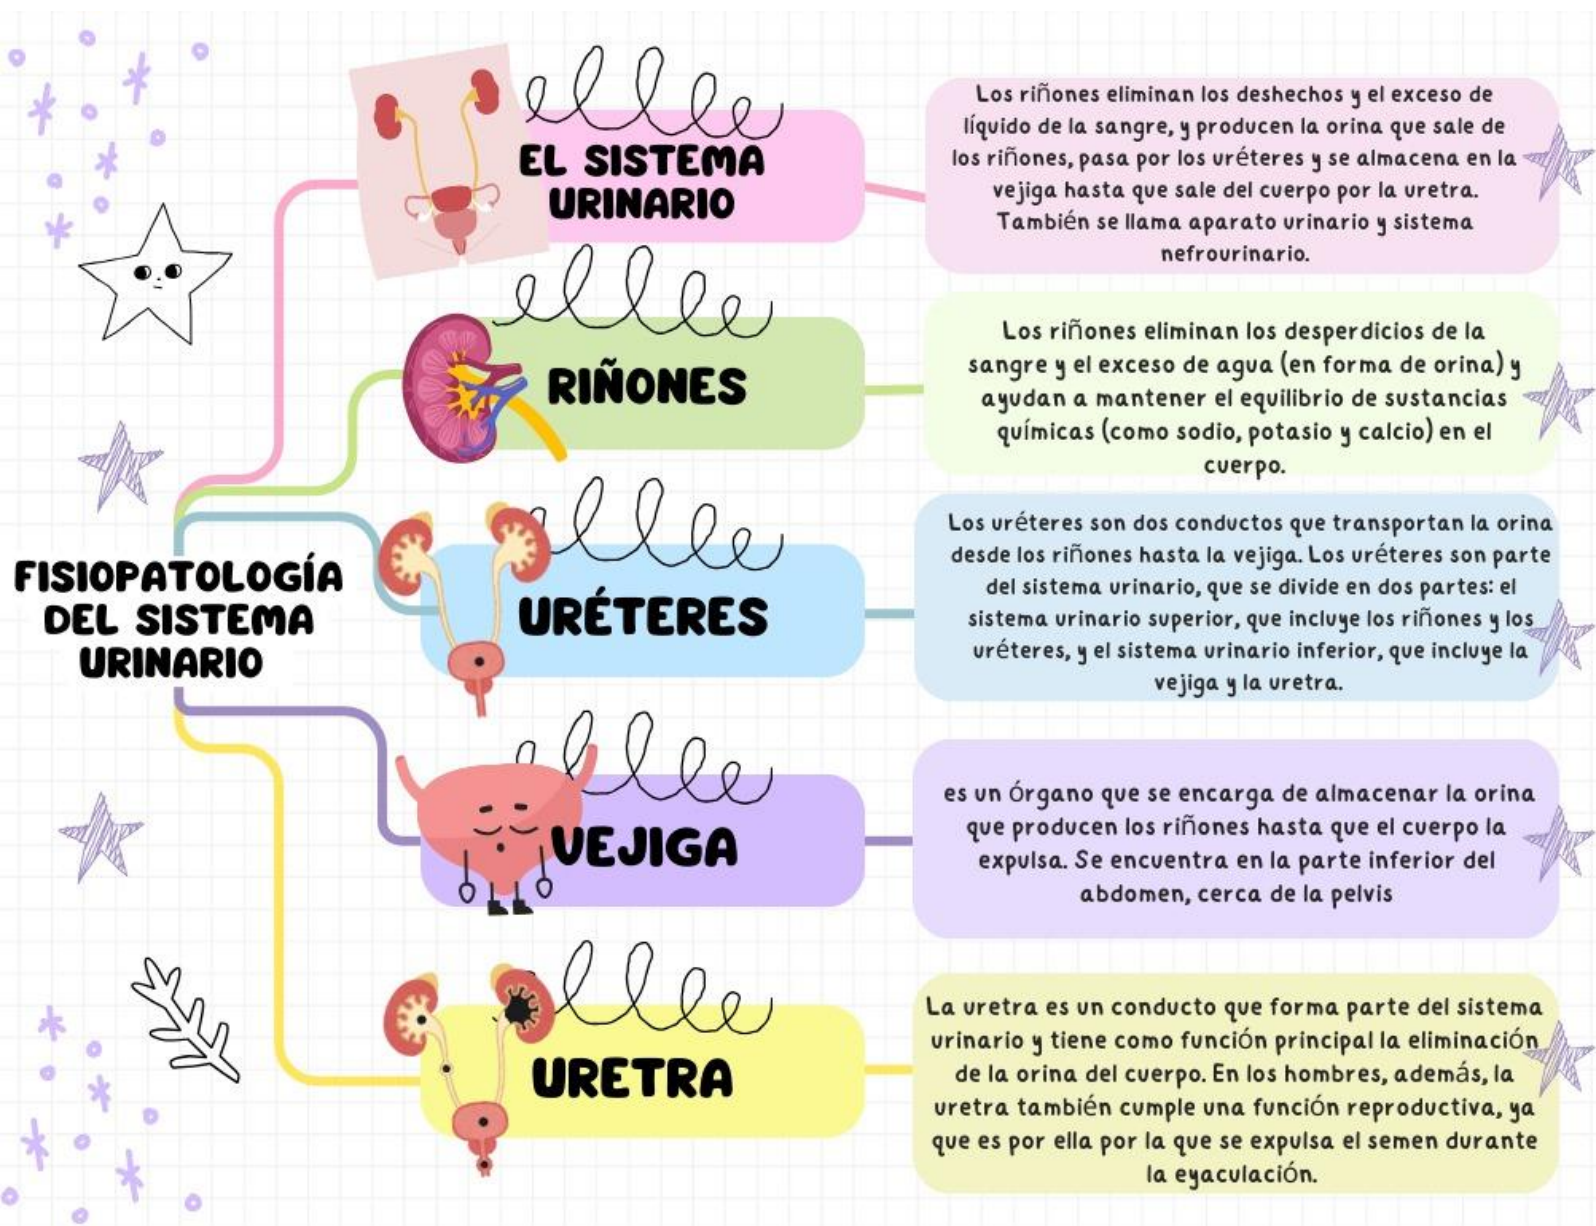 FISIOPATOLOGÍA
DEL SISTEMA
URINARIO
EL SISTEMA
URINARIO
Los riñones eliminan los deshechos y el exceso de
líquido de la sangre, y producen la orina que sale de
los riñones, pasa por los uréteres y se almacena en la
vejiga hasta que sale del cuerpo por la uretra.
También se llama aparato urinario y sistema
nefrourinario.
RIÑONES
Los riñones eliminan los desperdicios de la
sangre y el exceso de agua (en forma de orina) y
ayudan a mantener el equilibrio de sustancias
químicas (como sodio, potasio y calcio) en el
cuerpo.
URÉTERES
Los uréteres son dos conductos que transportan la orina
desde los riñones hasta la vejiga. Los uréteres son parte
del sistema urinario, que se divide en dos partes: el
sistema urinario superior, que incluye los riñones y los
uréteres, y el sistema urinario inferior, que incluye la
vejiga y la uretra.
VEJIGA
es un órgano que se encarga de almacenar la orina
que producen los riñones hasta que el cuerpo la
expulsa. Se encuentra en la parte inferior del
abdomen, cerca de la pelvis
URETRA
La uretra es un conducto que forma parte del sistema
urinario y tiene como función principal la eliminación
de la orina del cuerpo. En los hombres, además, la
uretra también cumple una función reproductiva, ya
que es por ella por la que se expulsa el semen durante
la eyaculación.